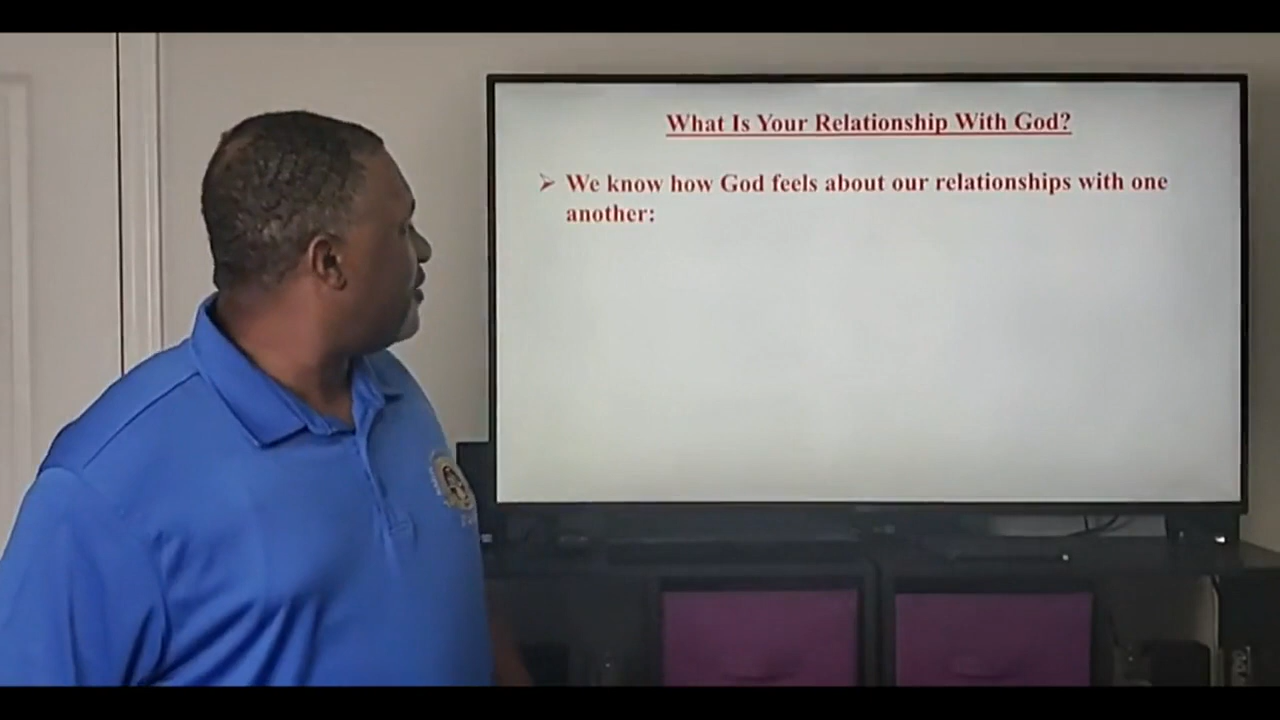 What Is Your Relationship With God?
➢ We know how God feels about our relationships with one
another: